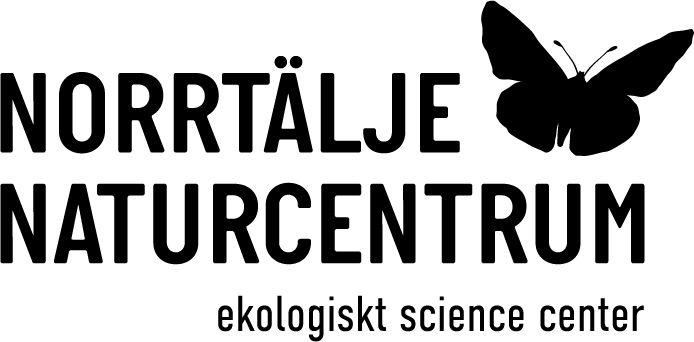 NORRTÄLJE
NATURCENTRUM
ekologiskt science center